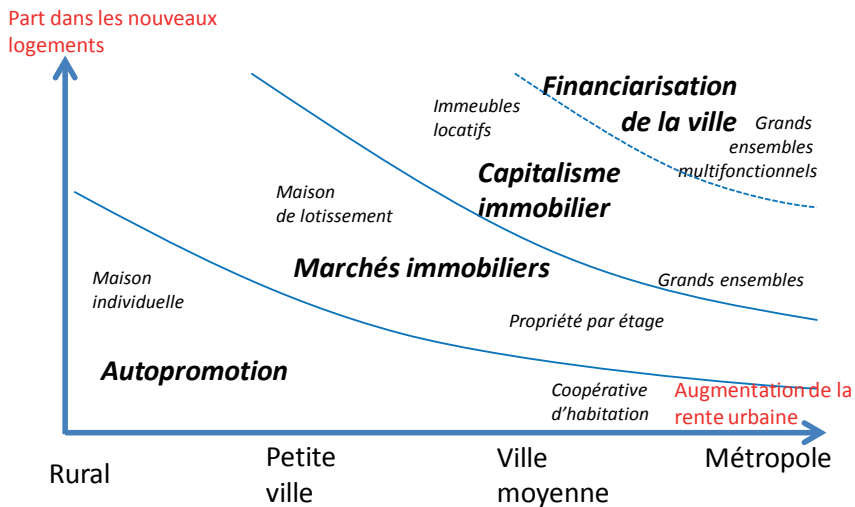 Part dans les nouveaux
logements
Financiarisation
de la ville
Immeubles
locatifs
Grands
ensembles
multifonctionnels
Capitalisme
immobilier
Maison
de lotissement
Marchés immobiliers
Grands ensembles
Maison
individuelle
Propriété par étage
Autopromotion
Coopérative
d'habitation
Augmentation de la
rente urbaine
Rural
Petite
ville
Ville
moyenne
Métropole